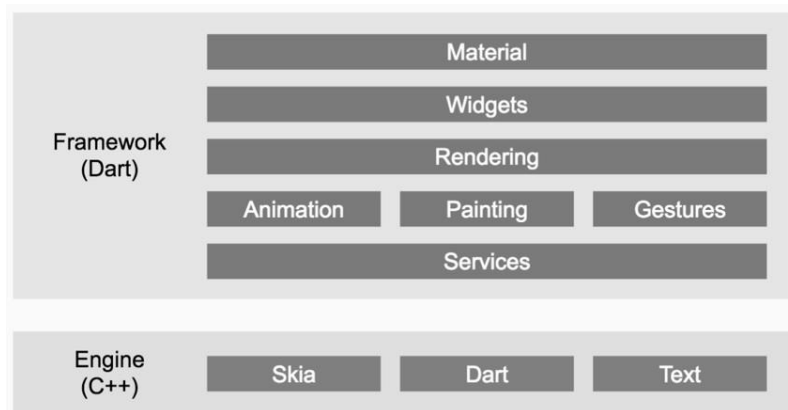 Material
Widgets
Framework
(Dart)
Rendering
Animation Painting Gestures
Services
Engine
(C++)
Skia Dart Text